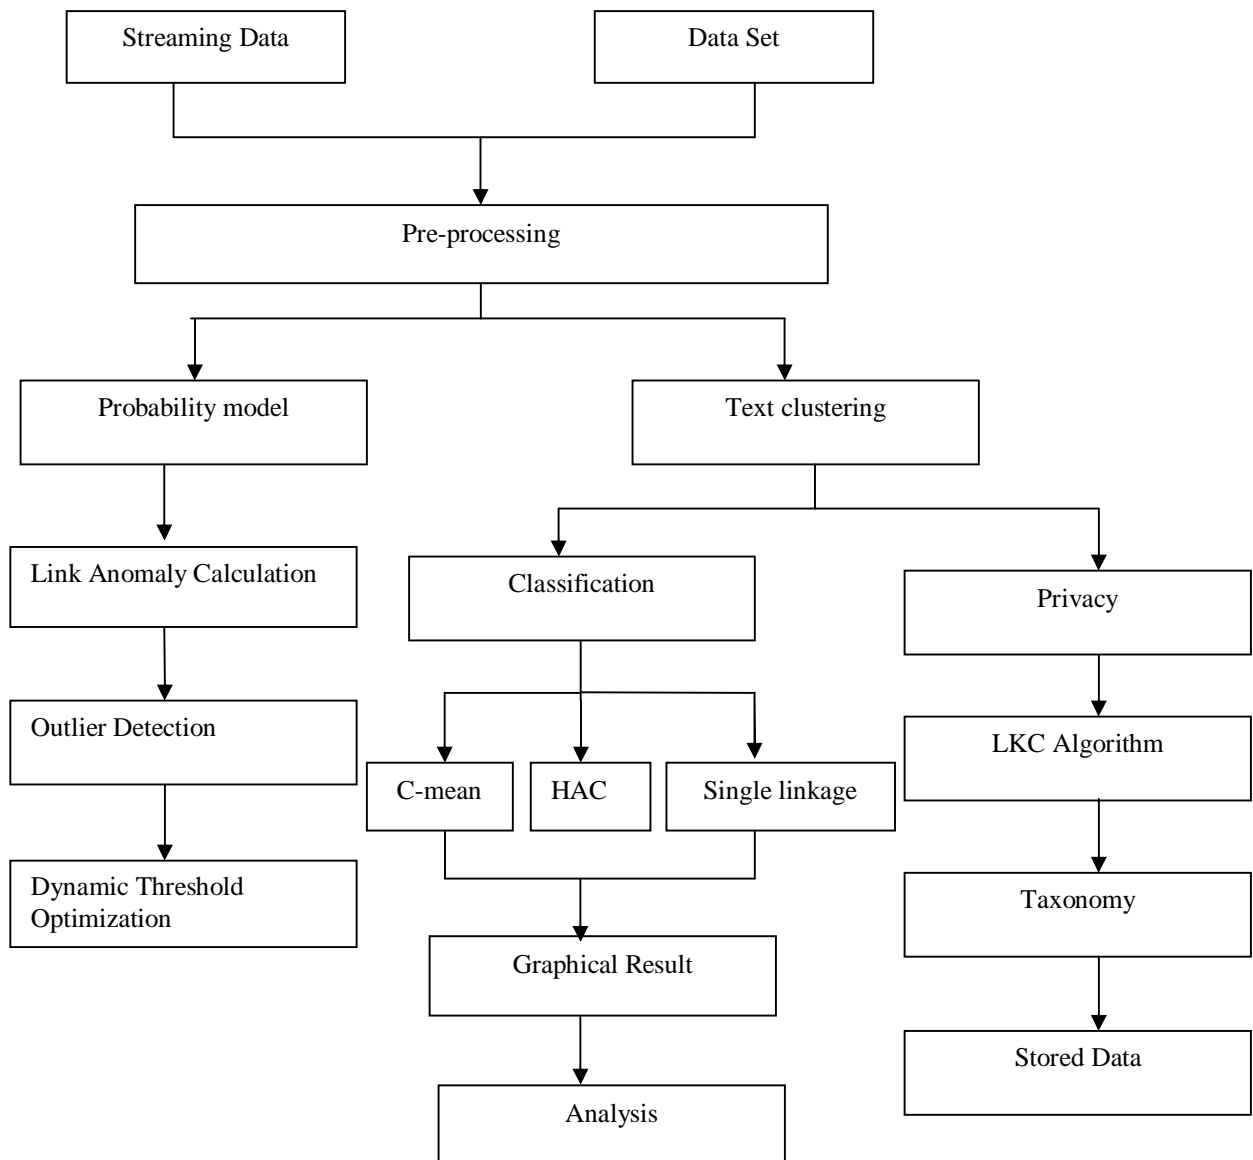 Streaming Data
Data Set
Pre-processing
Probability model
Text clustering
Link Anomaly Calculation
Classification
Privacy
Outlier Detection
LKC Algorithm
C-mean
HAC
Single linkage
Dynamic Threshold
Optimization
Taxonomy
Graphical Result
Stored Data
Analysis